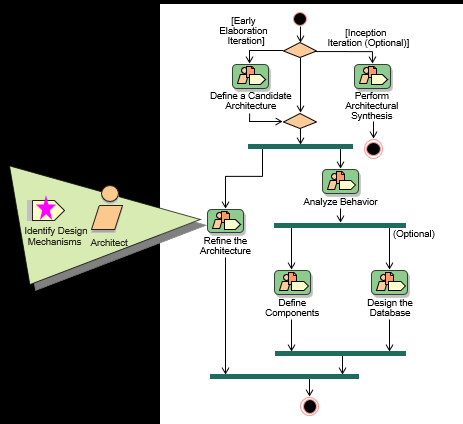 [Early
Elaboration
Iteration]
[Inception
Iteration (Optional)]
Define a Candidate
Architecture
Perform
Architectural
Synthesis
Analyze Behavior
Identify Design
Mechanisms
Architect
Refine the
Architecture
(Optional)
Define
Components
Design the
Database